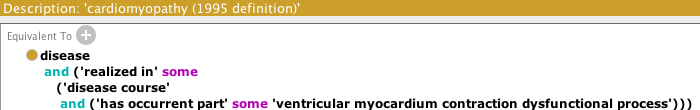 Description: 'cardiomyopathy (1995 definition)'
Equivalent To
disease
and ('realized in' some
('disease course'
and ('has occurrent part' some 'ventricular myocardium contraction dysfunctional process')))